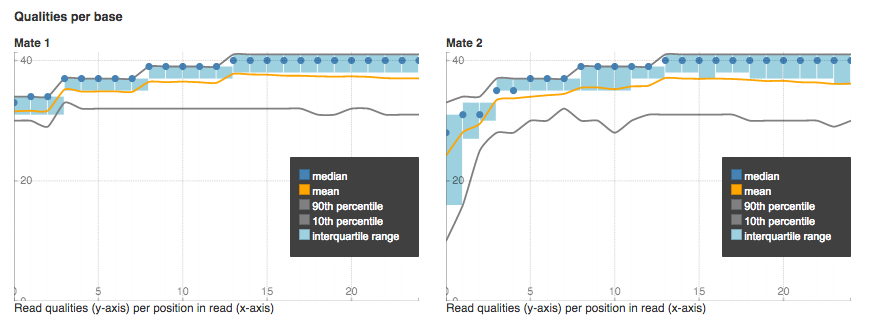 Qualities per base
Mate 1
40
20
0
0
5
10
15
20
median
mean
90th percentile
10th percentile
interquartile range
Read qualities (y-axis) per position in read (x-axis)
Mate 2
40
20
0
0
5
10
15
20
median
mean
90th percentile
10th percentile
interquartile range
Read qualities (y-axis) per position in read (x-axis)